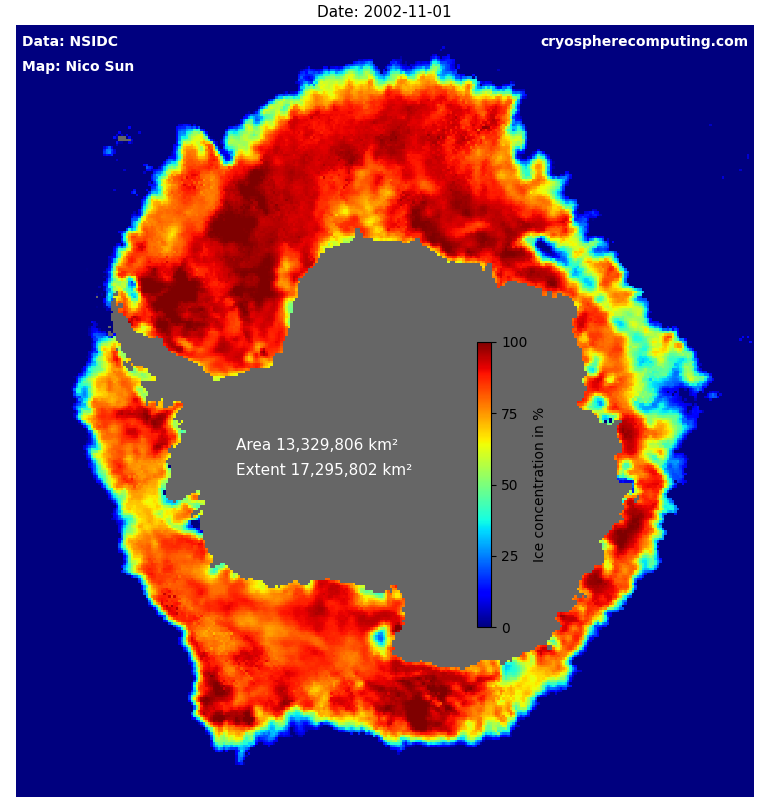 Date: 2002-11-01
Data: NSIDC
cryospherecomputing.com
Map: Nico Sun
100
75
50
25
0
Ice concentration in %
Area 13,329,806 km²
Extent 17,295,802 km²